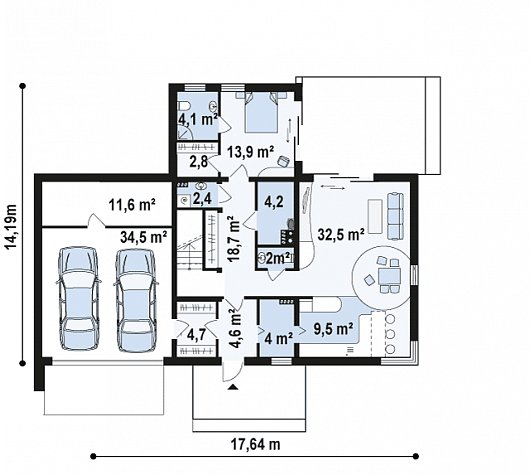 4,1 m²
13,9 m²
2,8
2,4
4,2
11,6 m²
34,5 m²
18,7 m²
32,5 m²
2m²
4,7
4,6 m²
4 m²
9,5 m²
14,19m
17,64 m